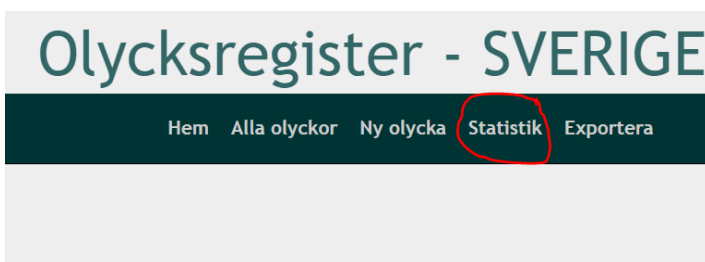 Olycksregister - SVERIGE
Hem Alla olyckor Ny olycka Statistik Exportera